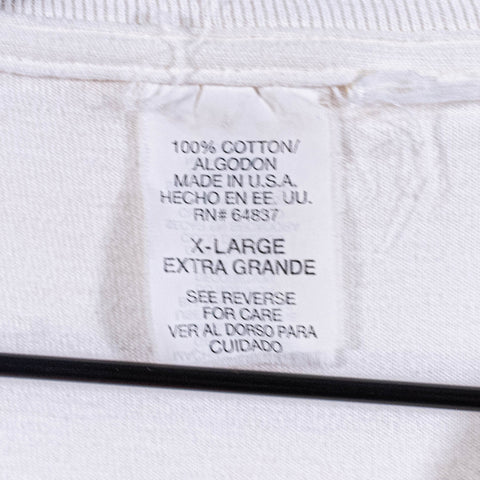 100% COTTON/
ALGODON
MADE IN U.S.A.
HECHO EN EE. UU.
RN# 64837
X-LARGE
EXTRA GRANDE
SEE REVERSE
FOR CARE
VER AL DORSO PARA
CUIDADO